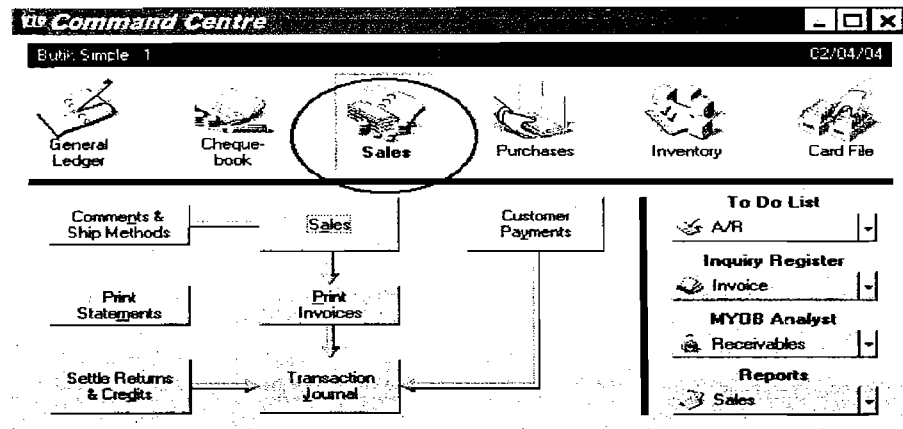 Command Centre
Butik Simple 1
02/04/04
General Ledger
Cheque-book
Sales
Purchases
Inventory
Card File
Comments & Ship Methods
Sales
Customer Payments
Print Statements
Print Invoices
Settle Returns & Credits
Transaction Journal
To Do List
A/R
Inquiry Register
Invoice
MYOB Analyst
Receivables
Reports
Sales